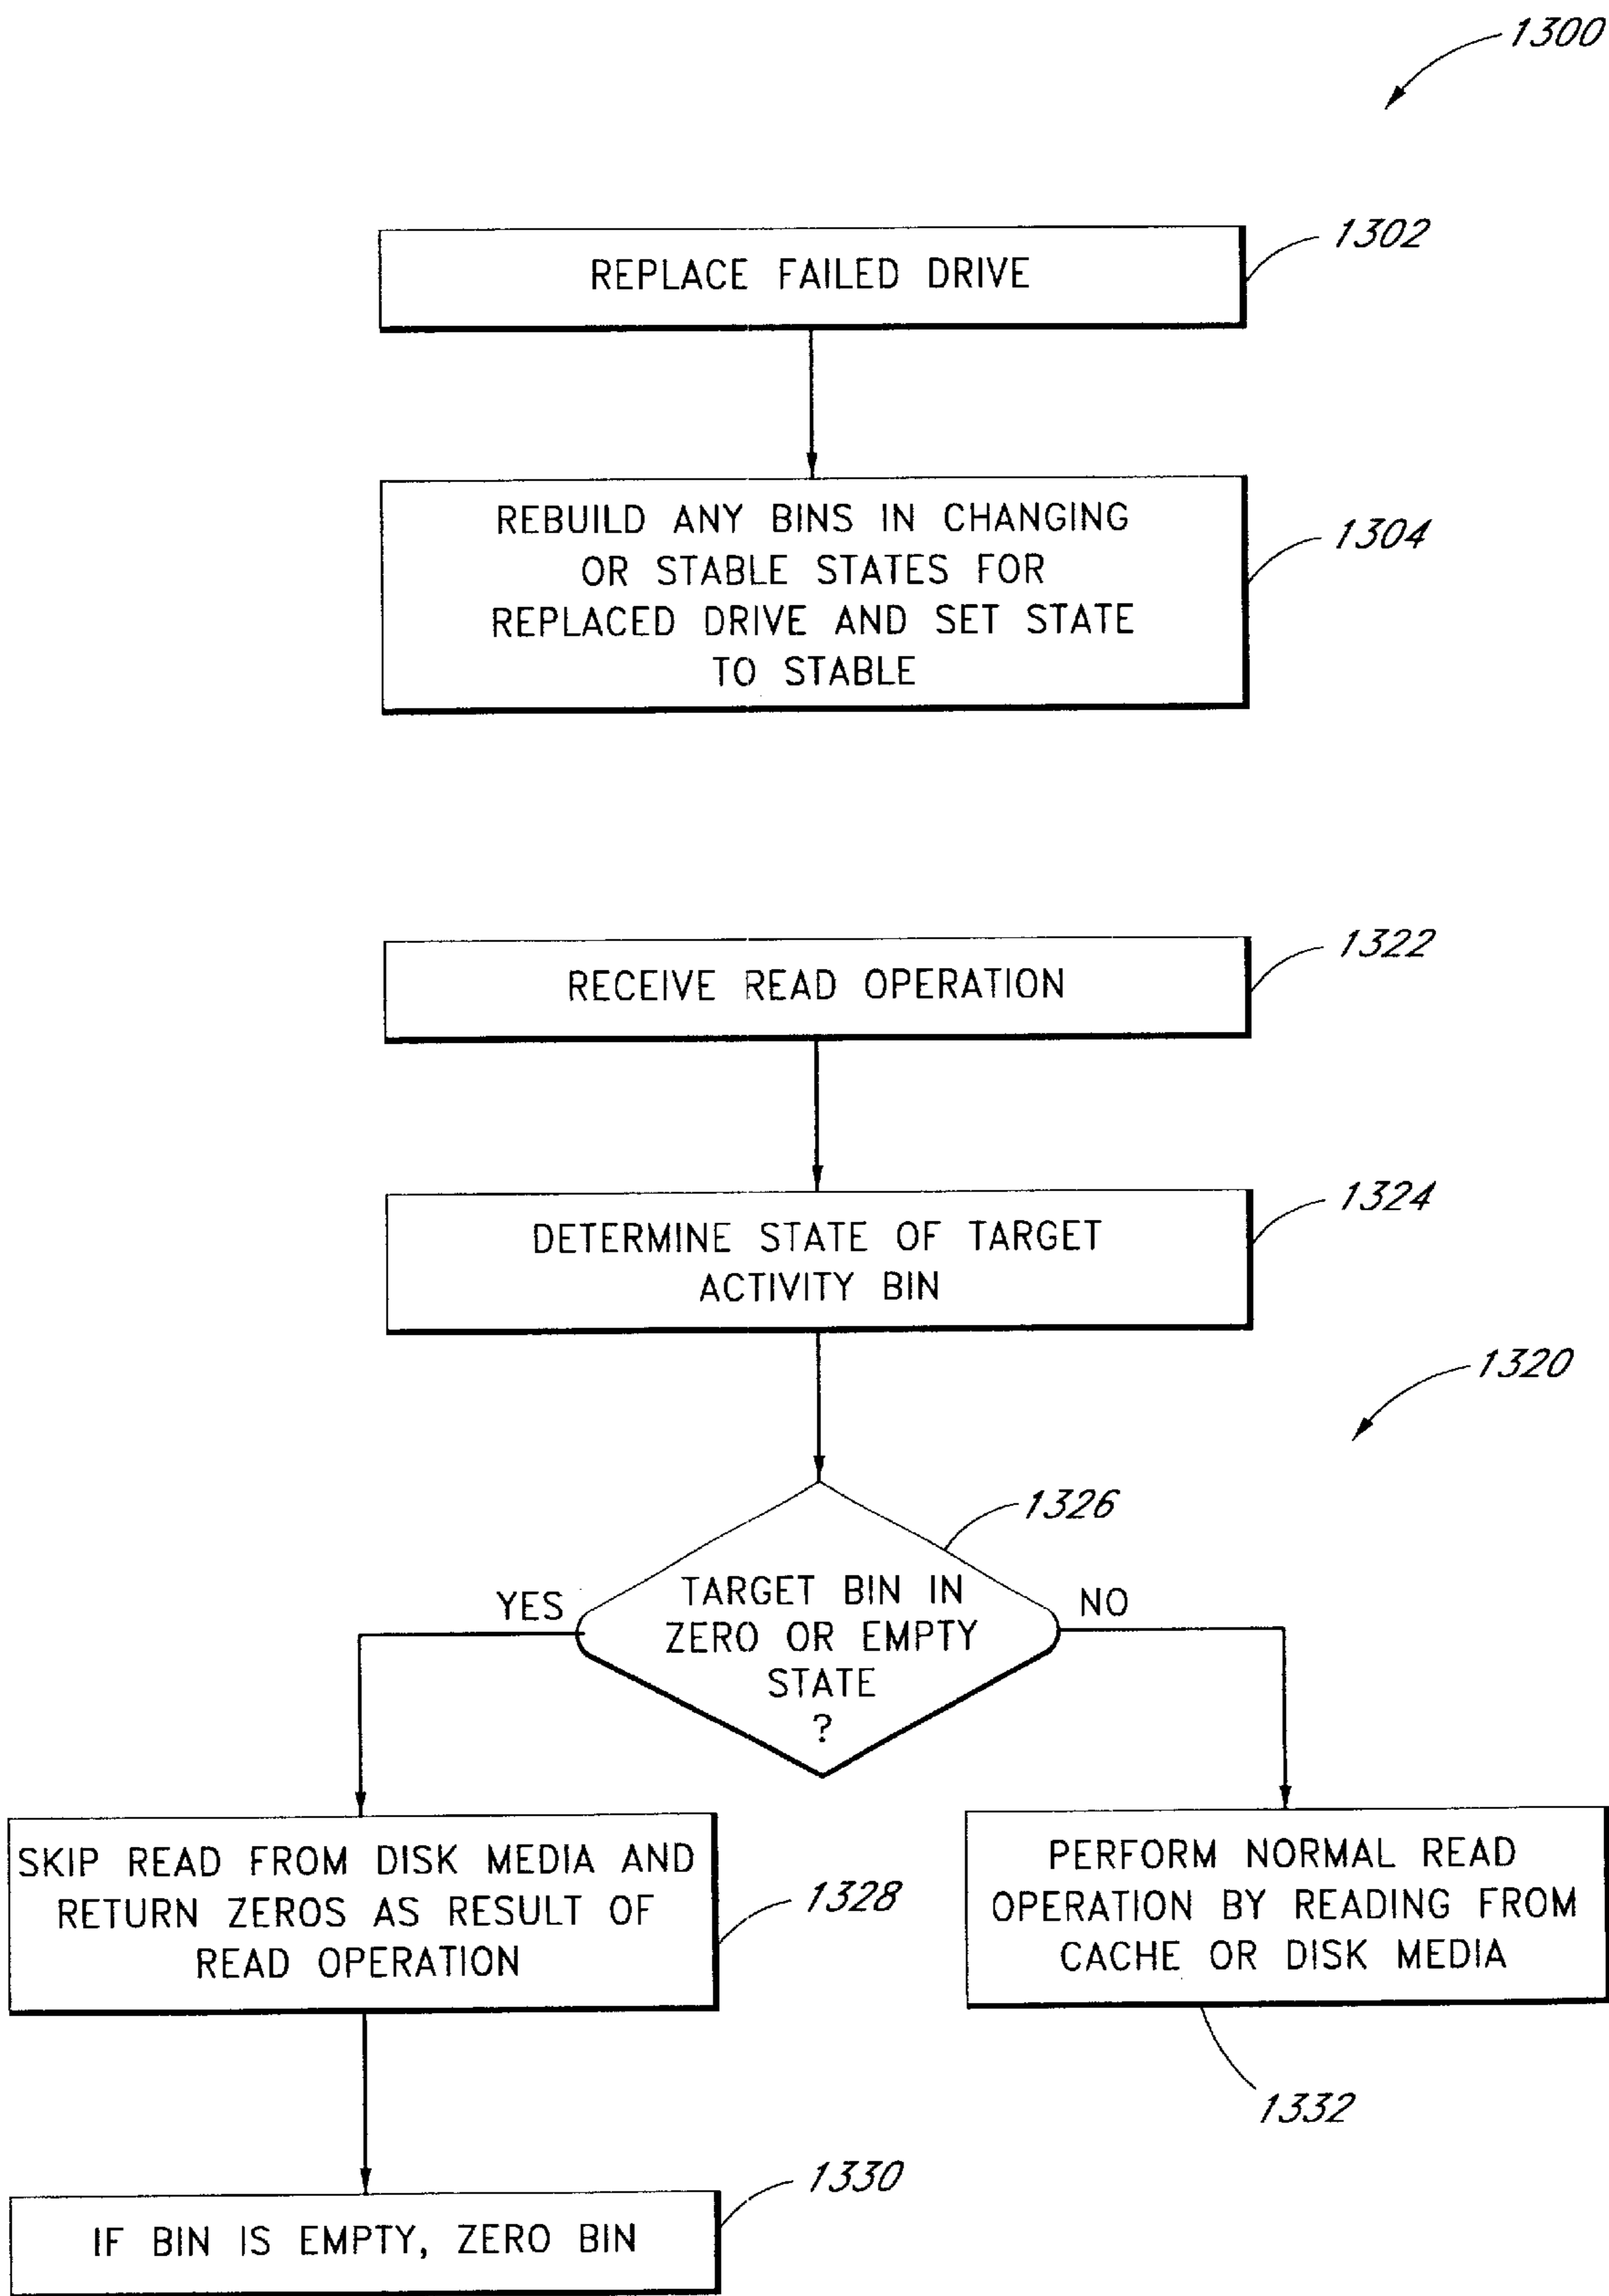 1300
REPLACE FAILED DRIVE
1302
REBUILD ANY BINS IN CHANGING
OR STABLE STATES FOR
REPLACED DRIVE AND SET STATE
TO STABLE
1304
RECEIVE READ OPERATION
1322
DETERMINE STATE OF TARGET
ACTIVITY BIN
1324
1320
1326
TARGET BIN IN
ZERO OR EMPTY
STATE
?
YES
NO
SKIP READ FROM DISK MEDIA AND
RETURN ZEROS AS RESULT OF
READ OPERATION
1328
PERFORM NORMAL READ
OPERATION BY READING FROM
CACHE OR DISK MEDIA
1332
IF BIN IS EMPTY, ZERO BIN
1330